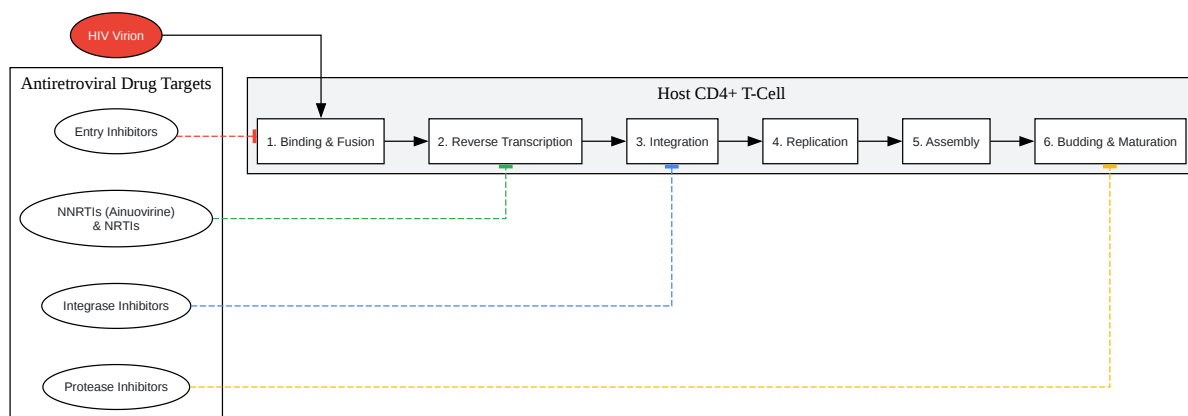 HIV Virion
Antiretroviral Drug Targets
Host CD4+ T-Cell
Entry Inhibitors
1. Binding & Fusion
2. Reverse Transcription
3. Integration
4. Replication
5. Assembly
6. Budding & Maturation
NNRTIs (Ainuovirine)
& NRTIs
Integrase Inhibitors
Protease Inhibitors